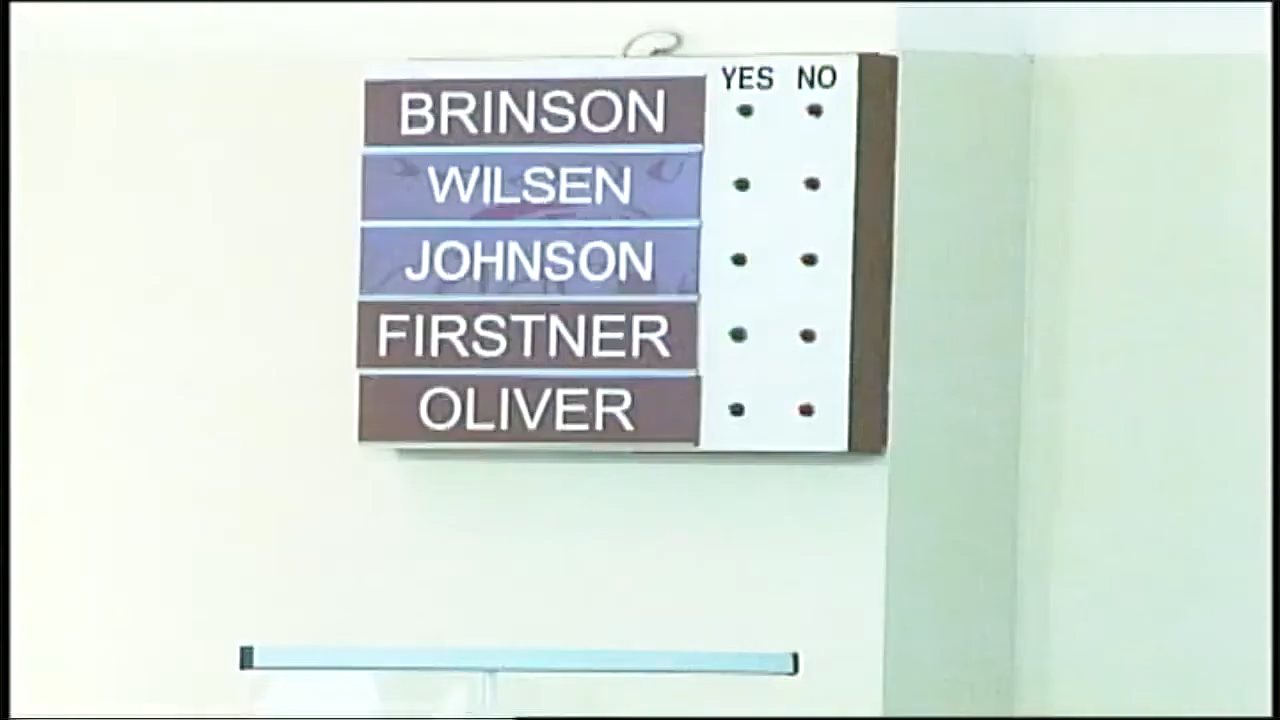 YES NO
BRINSON
WILSEN
JOHNSON
FIRSTNER
OLIVER